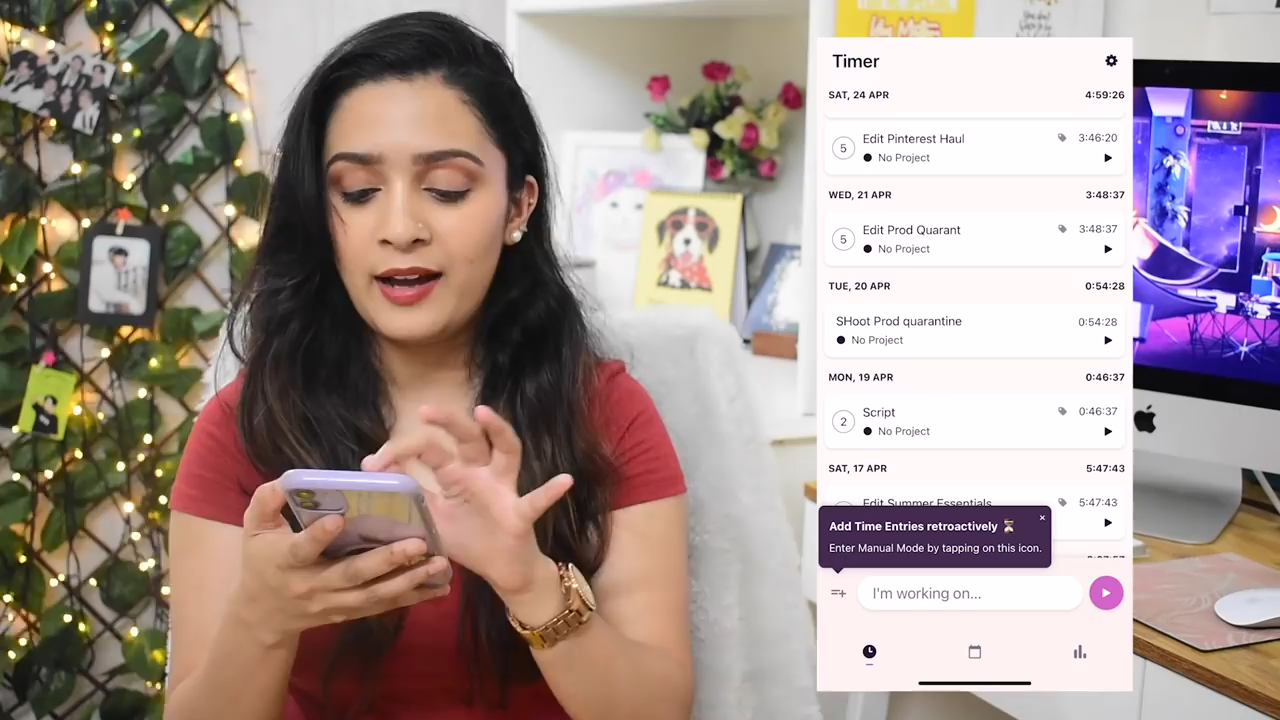 Timer
SAT, 24 APR 4:59:26
5 Edit Pinterest Haul 3:46:20
No Project
WED, 21 APR 3:48:37
5 Edit Prod Quarant 3:48:37
No Project
TUE, 20 APR 0:54:28
SHoot Prod quarantine 0:54:28
No Project
MON, 19 APR 0:46:37
2 Script 0:46:37
No Project
SAT, 17 APR 5:47:43
Edit Summer Essentials 5:47:43
Add Time Entries retroactively ×
Enter Manual Mode by tapping on this icon.
I'm working on...